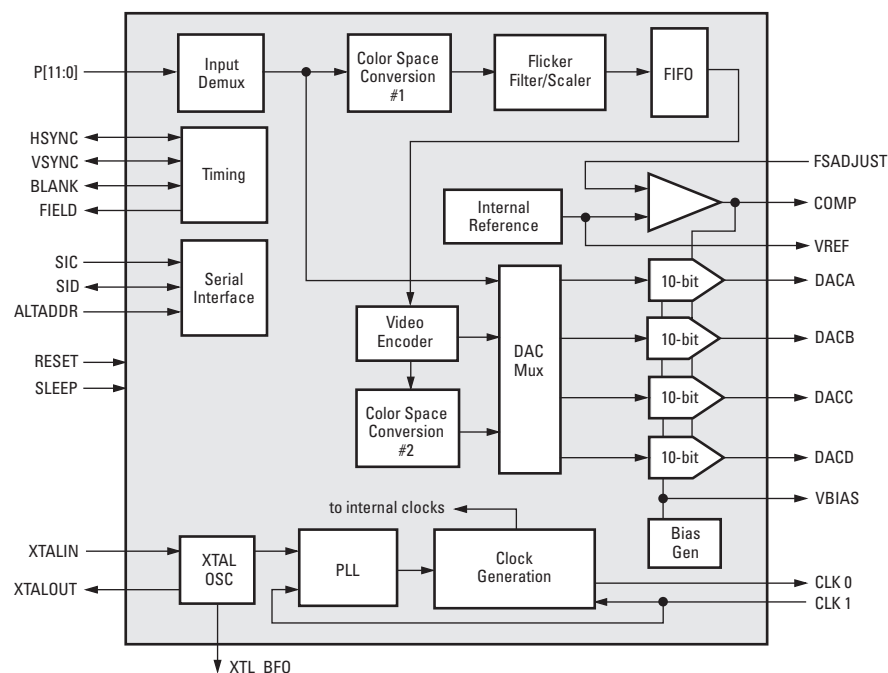 P[11:0]
Input
Demux
Color Space
Conversion
#1
Flicker
Filter/Scaler
FIFO
HSYNC
VSYNC
BLANK
FIELD
Timing
FSADJUST
COMP
Internal
Reference
VREF
SIC
SID
ALTADDR
Serial
Interface
10-bit
DACA
Video
Encoder
DAC
Mux
10-bit
DACB
RESET
SLEEP
Color Space
Conversion
#2
10-bit
DACC
10-bit
DACD
to internal clocks
VBIAS
Bias
Gen
XTALIN
XTALOUT
XTAL
OSC
PLL
Clock
Generation
CLK 0
CLK 1
XTL_BFO